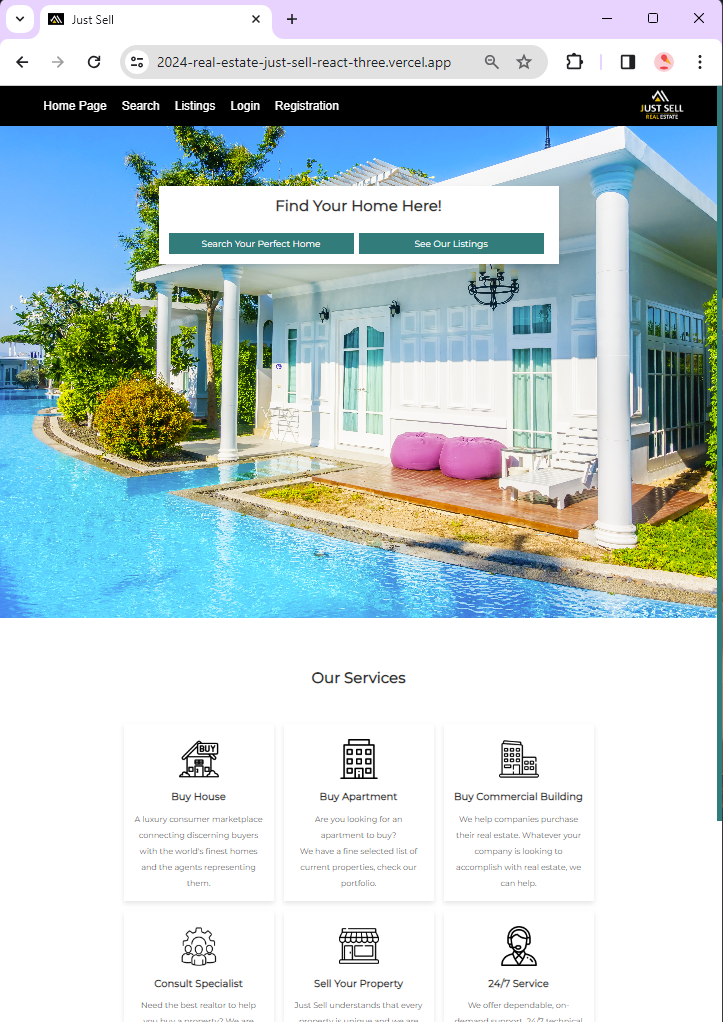 Just Sell
2024-real-estate-just-sell-react-three.vercel.app
Home Page Search Listings Login Registration
JUST SELL
REAL ESTATE
Find Your Home Here!
Search Your Perfect Home See Our Listings
Our Services
BUY
Buy House
A luxury consumer marketplace
connecting discerning buyers
with the world's finest homes
and the agents representing
them.
Buy Apartment
Are you looking for an
apartment to buy?
We have a fine selected list of
current properties, check our
portfolio.
Buy Commercial Building
We help companies purchase
their real estate. Whatever your
company is looking to
accomplish with real estate, we
can help.
Consult Specialist
Need the best realtor to help
you buy a property? We are
Sell Your Property
Just Sell understands that every
property is unique and we are
24/7 Service
We offer dependable, on-
demand support, 24/7 technical